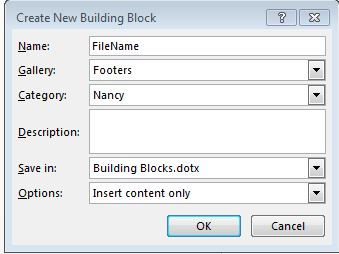 Create New Building Block
Name: FileName
Gallery: Footers
Category: Nancy
Description:
Save in: Building Blocks.dotx
Options: Insert content only
OK Cancel